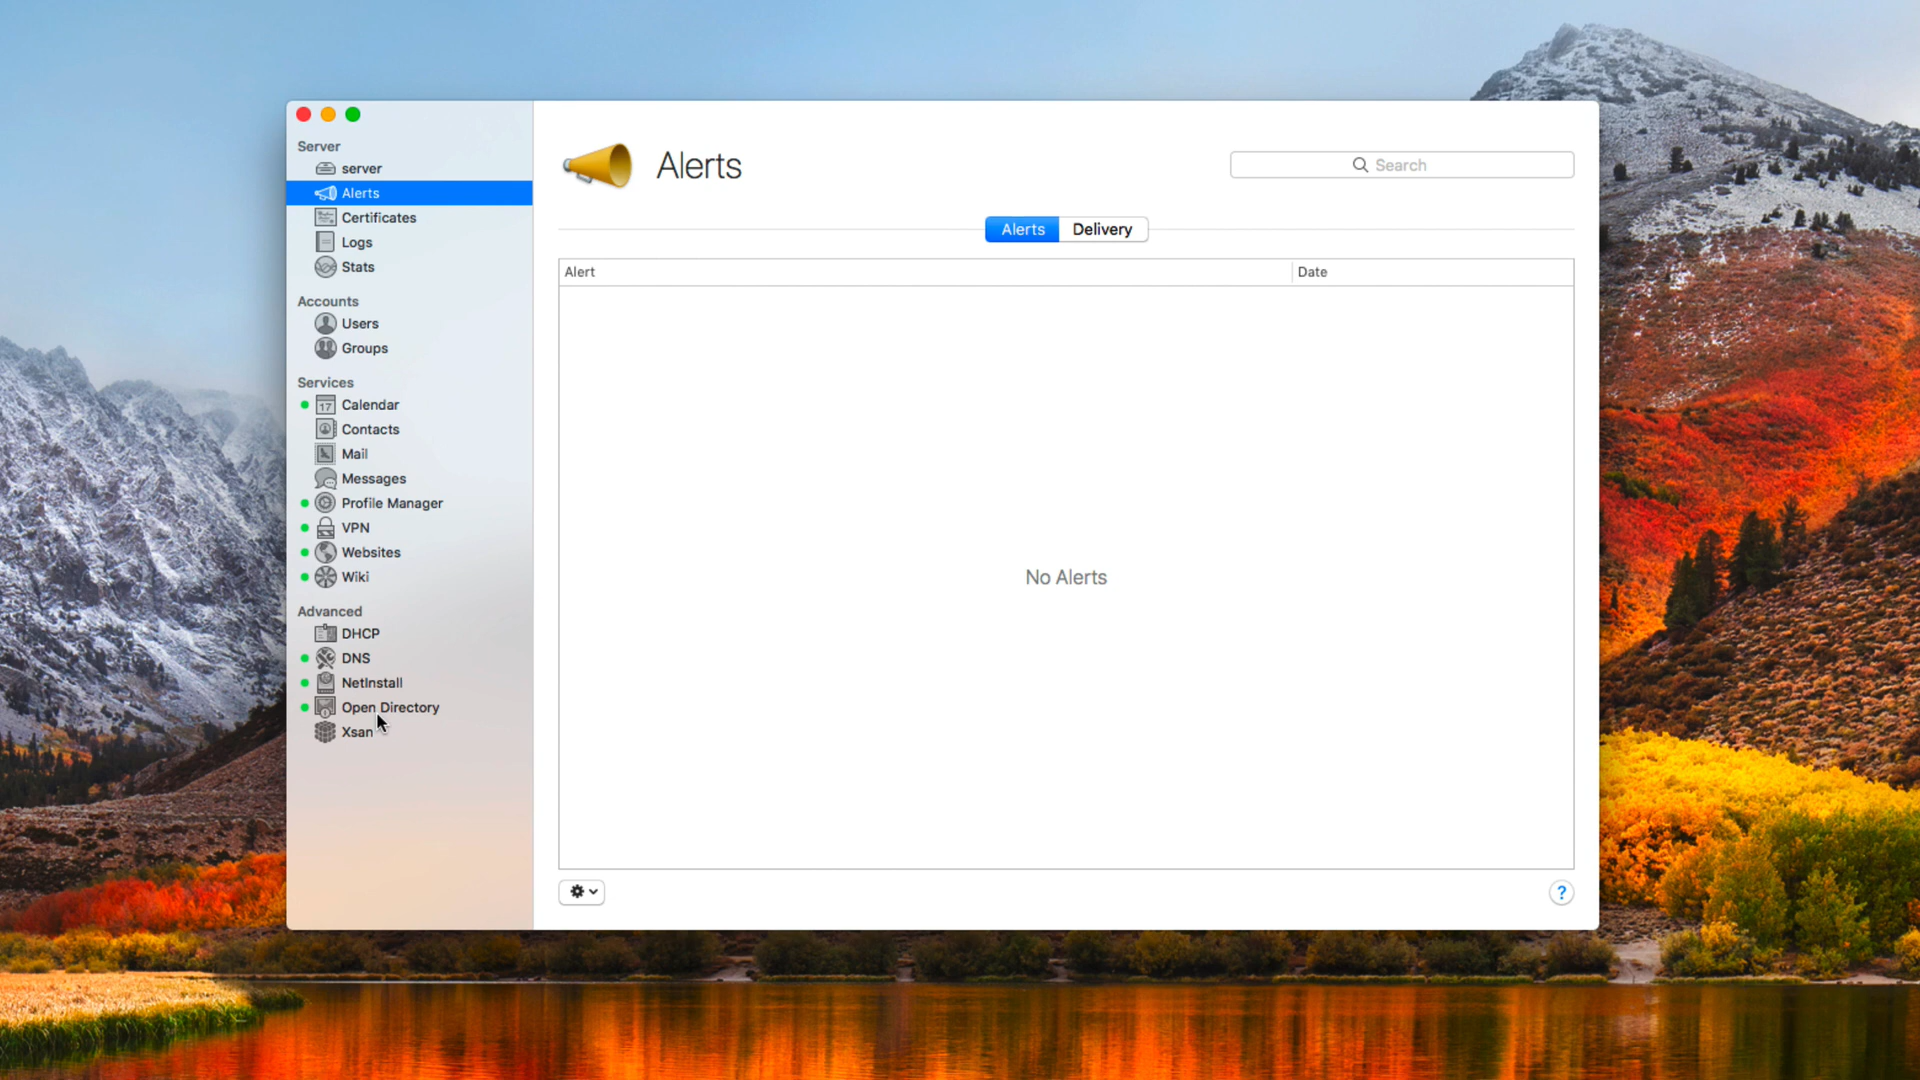 Server
server
Alerts
Certificates
Logs
Stats
Accounts
Users
Groups
Services
17
Calendar
Contacts
Mail
Messages
Profile Manager
VPN
Websites
Wiki
Advanced
DHCP
DNS
NetInstall
Open Directory
Xsan
Alerts
Search
Alerts
Delivery
Alert
Date
No Alerts
?